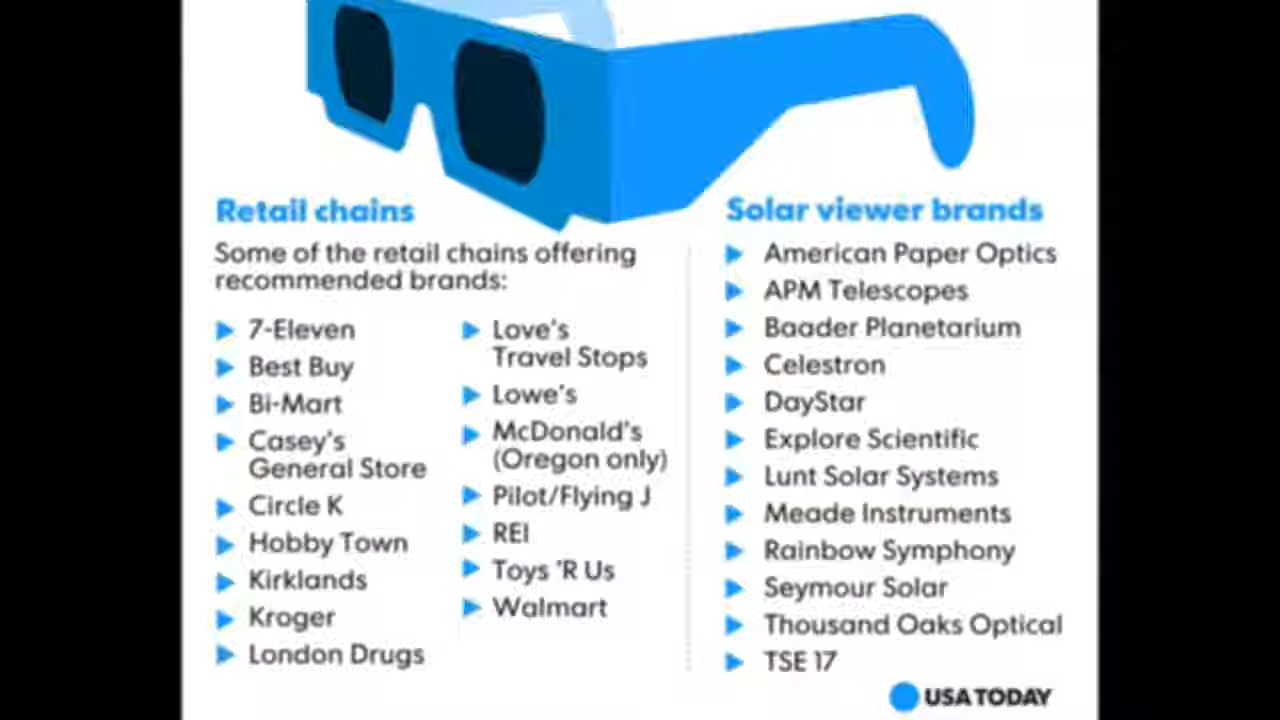 Retail chains
Some of the retail chains offering
recommended brands:
7-Eleven
Best Buy
Bi-Mart
Casey's
General Store
Circle K
Hobby Town
Kirklands
Kroger
London Drugs
Love's
Travel Stops
Lowe's
McDonald's
(Oregon only)
Pilot/Flying J
REI
Toys 'R Us
Walmart
Solar viewer brands
American Paper Optics
APM Telescopes
Baader Planetarium
Celestron
DayStar
Explore Scientific
Lunt Solar Systems
Meade Instruments
Rainbow Symphony
Seymour Solar
Thousand Oaks Optical
TSE 17
USA TODAY